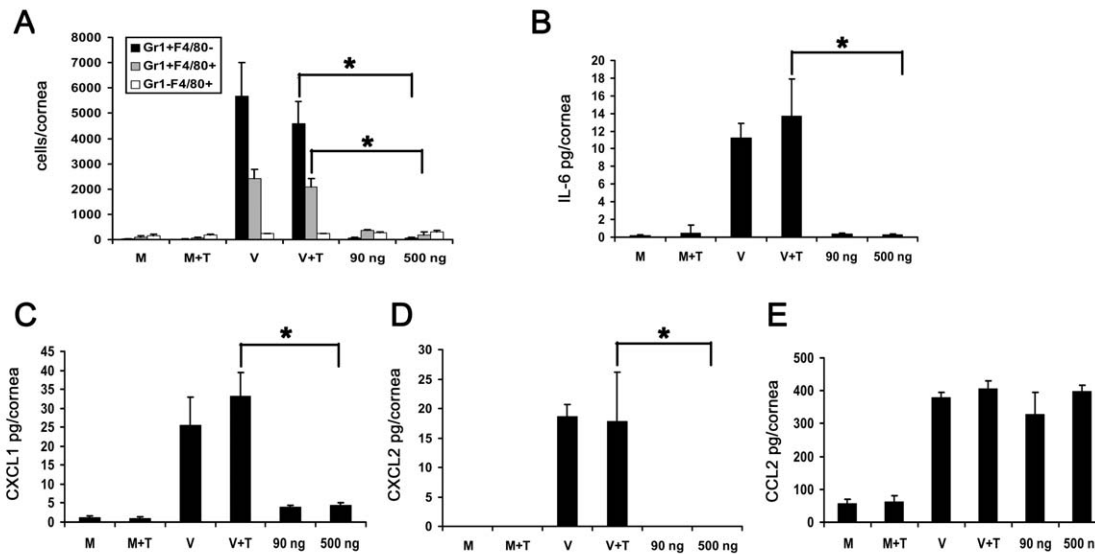 A
cells/cornea
8000
7000
6000
5000
4000
3000
2000
1000
0
Gr1+F4/80-
Gr1+F4/80+
Gr1-F4/80+
*
*
M M+T V V+T 90 ng 500 ng
B
IL-6 pg/cornea
20
18
16
14
12
10
8
6
4
2
0
*
M M+T V V+T 90 ng 500 ng
C
CXCL1 pg/cornea
45
40
35
30
25
20
15
10
5
0
*
M M+T V V+T 90 ng 500 ng
D
CXCL2 pg/cornea
30
25
20
15
10
5
0
*
M M+T V V+T 90 ng 500 ng
E
CCL2 pg/cornea
500
400
300
200
100
0
M M+T V V+T 90 ng 500 ng